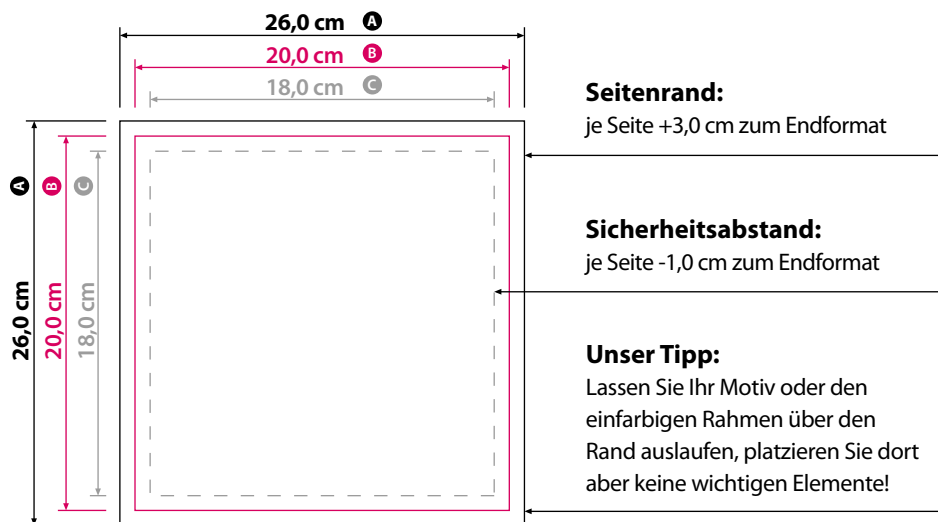 26,0 cm A
20,0 cm B
18,0 cm C
A
B
C
26,0 cm
20,0 cm
18,0 cm
Seitenrand:
je Seite +3,0 cm zum Endformat
Sicherheitsabstand:
je Seite -1,0 cm zum Endformat
Unser Tipp:
Lassen Sie Ihr Motiv oder den
einfarbigen Rahmen über den
Rand auslaufen, platzieren Sie dort
aber keine wichtigen Elemente!